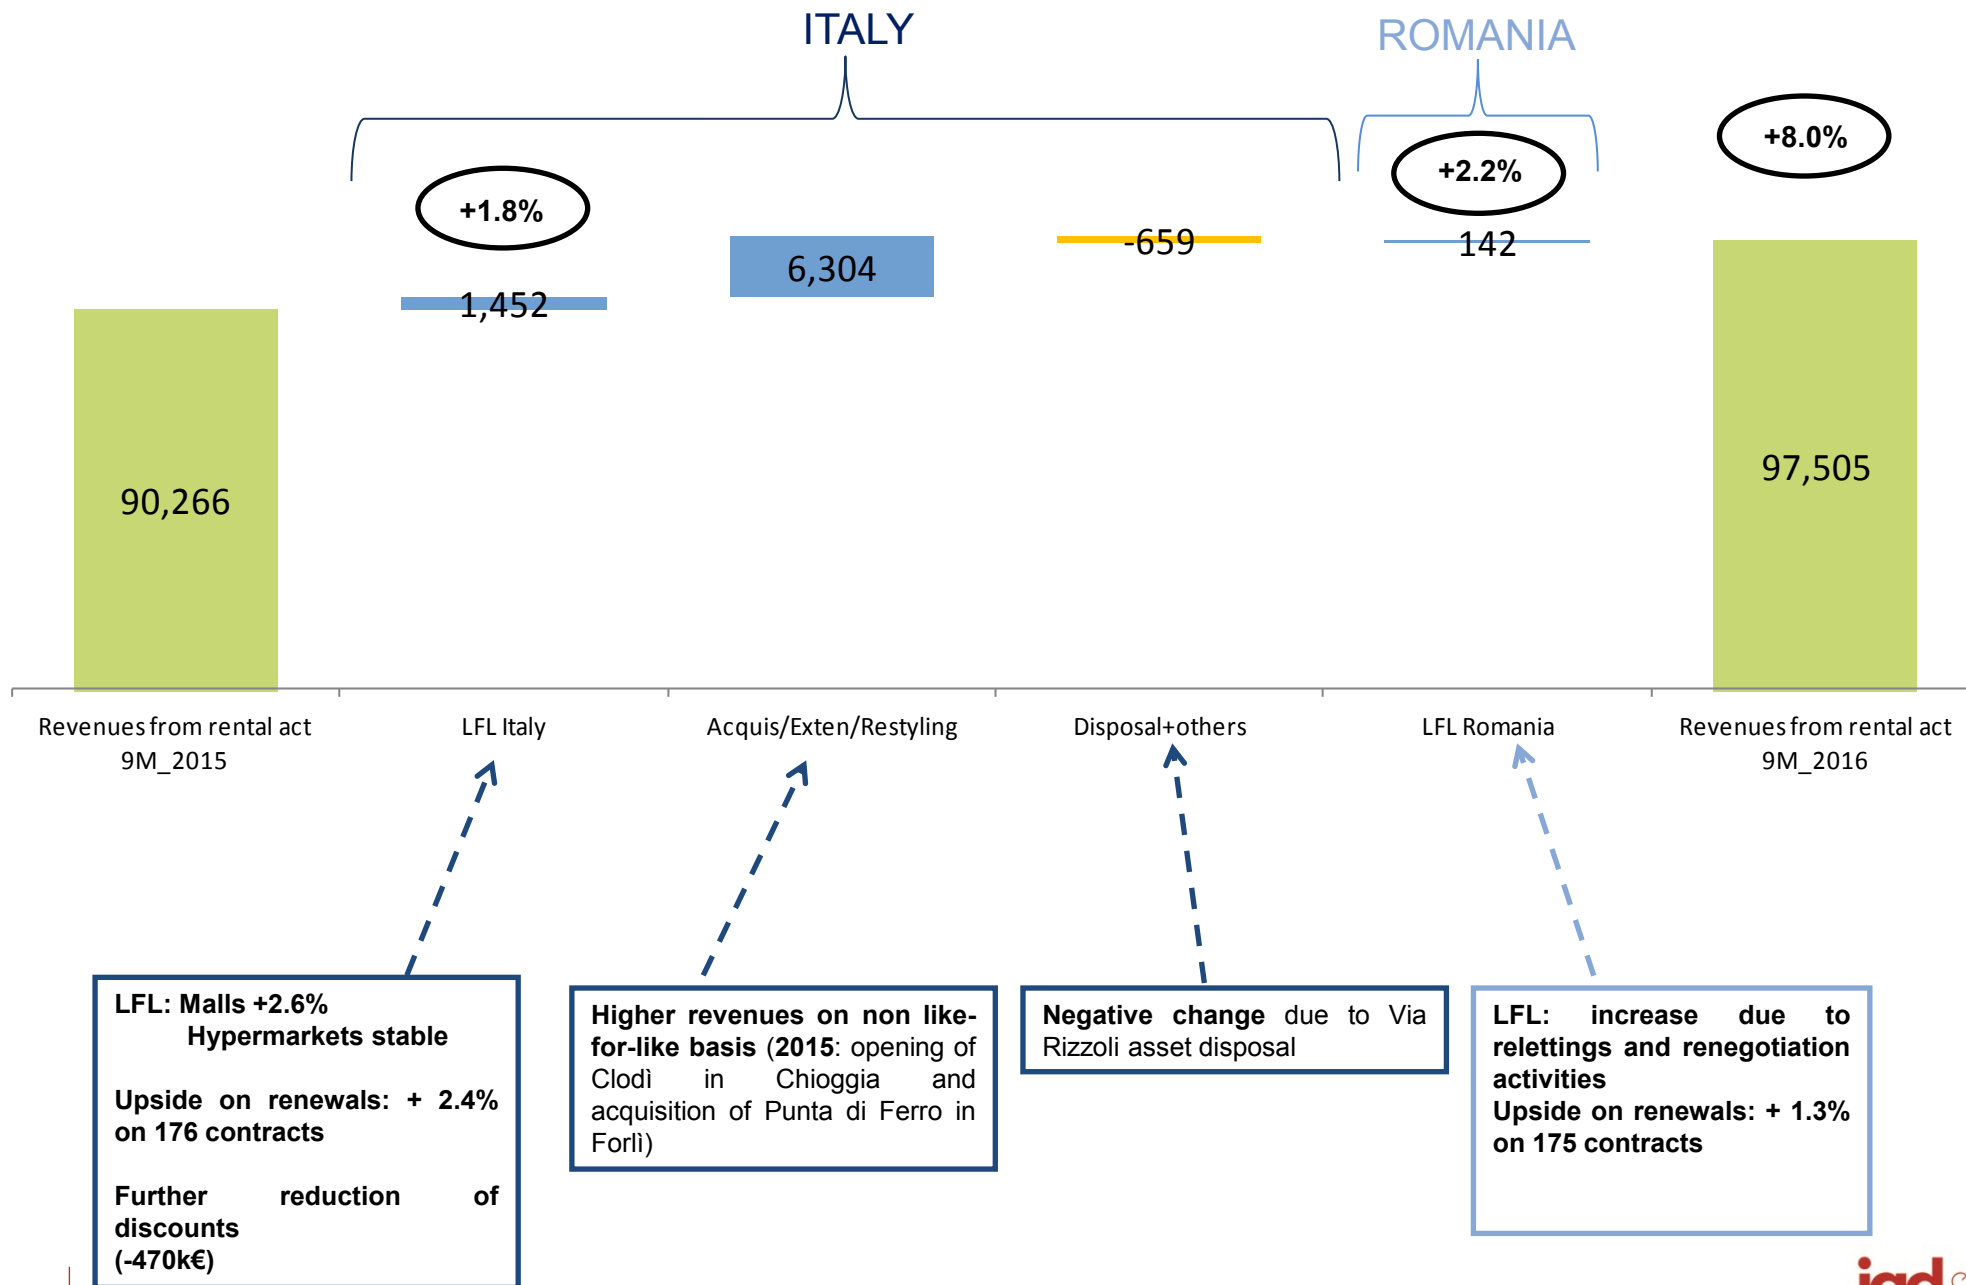 ITALY
ROMANIA
+8.0%
+2.2%
+1.8%
-659
142
6,304
1,452
97,505
90,266
Revenues from rental act
9M_2015
LFL Italy
Acquis/Exten/Restyling
Disposal+others
LFL Romania
Revenues from rental act
9M_2016
LFL: Malls +2.6%
Hypermarkets stable
Upside on renewals: + 2.4%
on 176 contracts
Further reduction of
discounts
(-470k€)
Higher revenues on non like-
for-like basis (2015: opening of
Clodì in Chioggia and
acquisition of Punta di Ferro in
Forlì)
Negative change due to Via
Rizzoli asset disposal
LFL: increase due to
relettings and renegotiation
activities
Upside on renewals: + 1.3%
on 175 contracts
igd